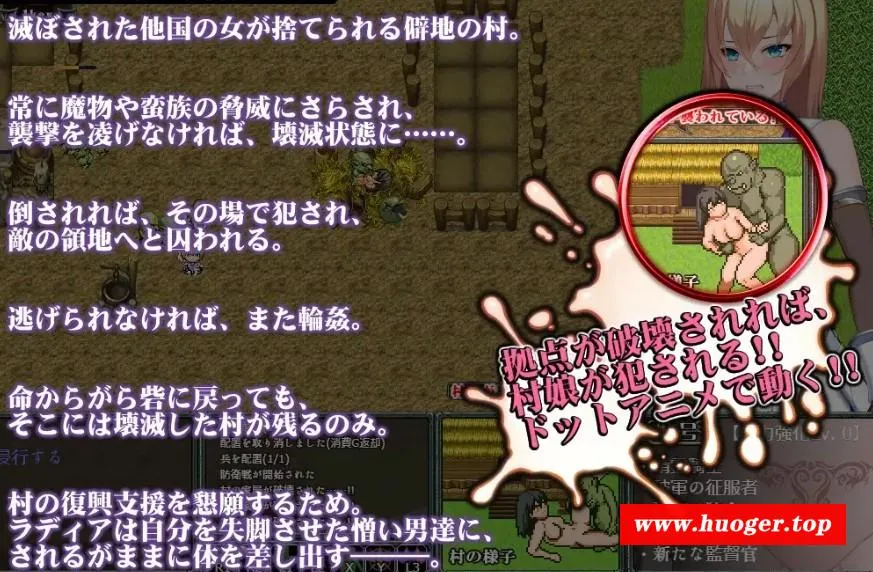 滅ぼされた他国の女が捨てられる僻地の村。
常に魔物や蛮族の脅威にさらされ、
襲撃を凌げなければ、壊滅状態に……。
倒されれば、その場で犯され、
敵の領地へと囚われる。
逃げられなければ、また輪姦。
命からがら砦に戻っても、
そこには壊滅した村が残るのみ。
村の復興支援を懇願するため。
ラディアは自分を失脚させた憎い男達に、
されるがままに体を差し出す―――。
襲われている!
様子
拠点が破壊されれば、
村娘が犯される!!
ドットアニメで動く!!
配置を取り消しました(消費G返却)
兵を配置(1/1)
防衛戦が開始された
村の様子
X Y L3
征服者
・新たな監督官
www.huoger.top